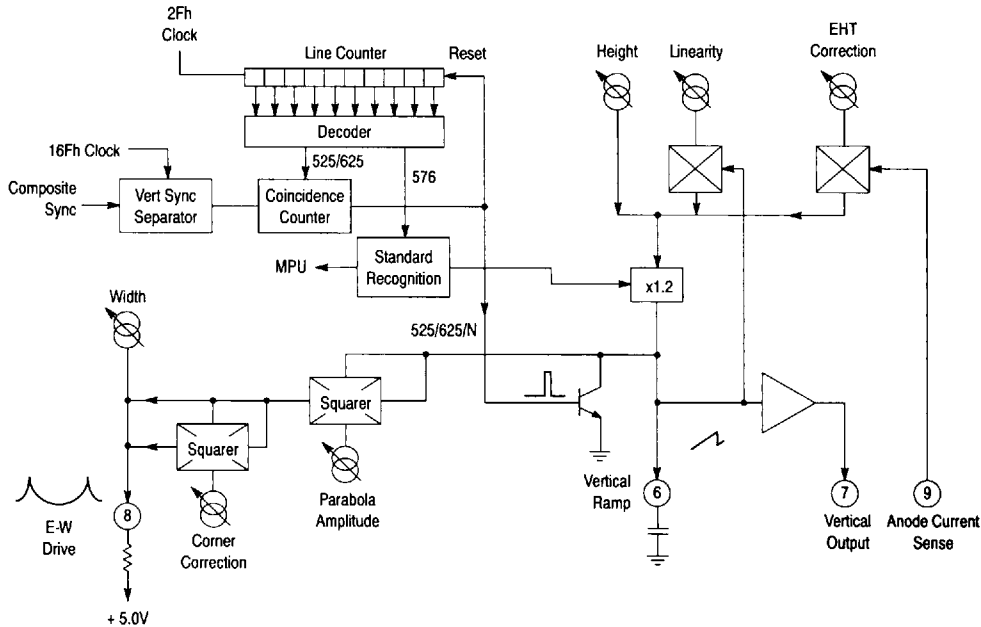 2Fh
Clock
Line Counter
Reset
Height
Linearity
EHT
Correction
Decoder
16Fh Clock
525/625
576
Composite
Sync
Vert Sync
Separator
Coincidence
Counter
MPU
Standard
Recognition
x1.2
Width
525/625/N
Squarer
Squarer
Parabola
Amplitude
Vertical
Ramp
6
7
9
Vertical
Output
Anode Current
Sense
E-W
Drive
8
Corner
Correction
+ 5.0V